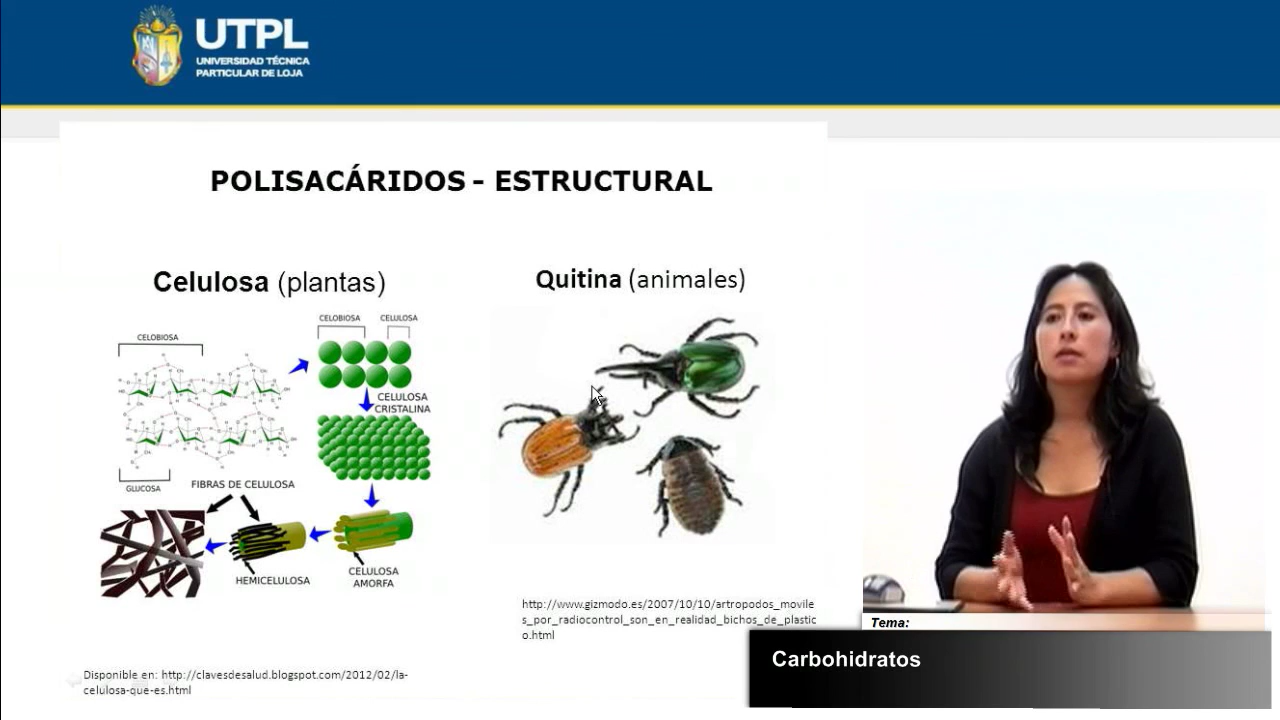 UTPL
UNIVERSIDAD TÉCNICA
PARTICULAR DE LOJA
POLISACÁRIDOS - ESTRUCTURAL
Celulosa (plantas)
CELOBIOSA
CELULOSA
CELOBIOSA
CELULOSA
CRISTALINA
GLUCOSA
FIBRAS DE CELULOSA
HEMICELULOSA
CELULOSA
AMORFA
Disponible en: http://clavesdesalud.blogspot.com/2012/02/la-
celulosa-que-es.html
Quitina (animales)
http://www.gizmodo.es/2007/10/10/artropodos_movile
s_por_radiocontrol_son_en_realidad_bichos_de_plastic
o.html
Tema:
Carbohidratos